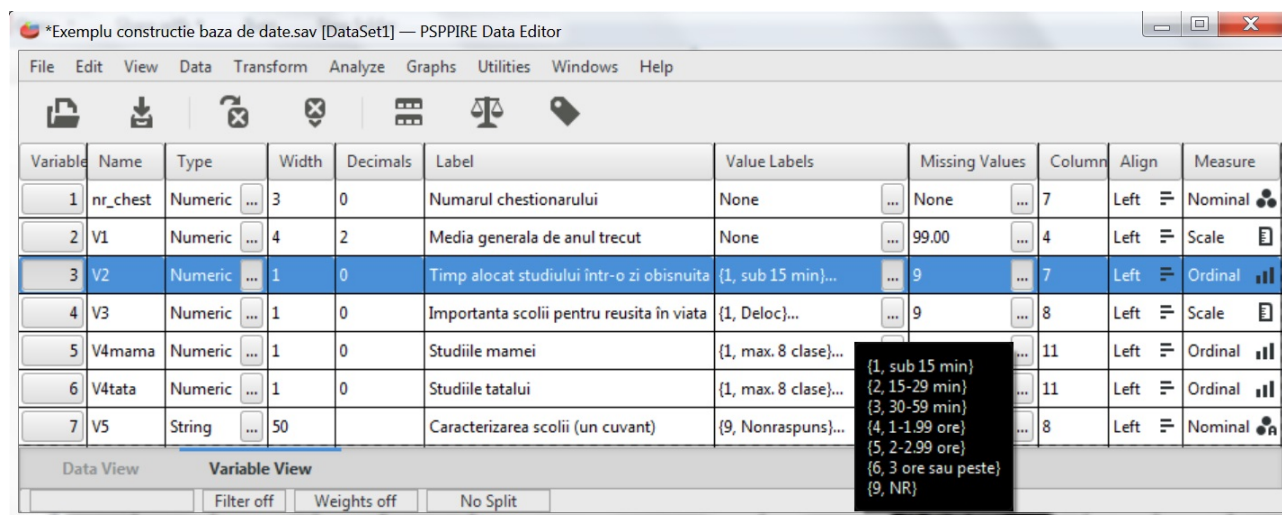 *Exemplu constructie baza de date.sav [DataSet1] — PSPPIRE Data Editor
File Edit View Data Transform Analyze Graphs Utilities Windows Help
Variable Name Type Width Decimals Label Value Labels Missing Values Column Align Measure
1 nr_chest Numeric ... 3 0 Numarul chestionarului None ... None ... 7 Left Nominal
2 V1 Numeric ... 4 2 Media generala de anul trecut None ... 99.00 ... 4 Left Scale
3 V2 Numeric ... 1 0 Timp alocat studiului într-o zi obisnuita {1, sub 15 min}... ... 9 ... 7 Left Ordinal
4 V3 Numeric ... 1 0 Importanta scolii pentru reusita în viata {1, Deloc}... ... 9 ... 8 Left Scale
5 V4mama Numeric ... 1 0 Studiile mamei {1, max. 8 clase}... ... 11 Left Ordinal
6 V4tata Numeric ... 1 0 Studiile tatalui {1, max. 8 clase}... ... 11 Left Ordinal
7 V5 String ... 50 Caracterizarea scolii (un cuvant) {9, Nonraspuns}... ... 8 Left Nominal
{1, sub 15 min}
{2, 15-29 min}
{3, 30-59 min}
{4, 1-1.99 ore}
{5, 2-2.99 ore}
{6, 3 ore sau peste}
{9, NR}
Data View Variable View
Filter off Weights off No Split